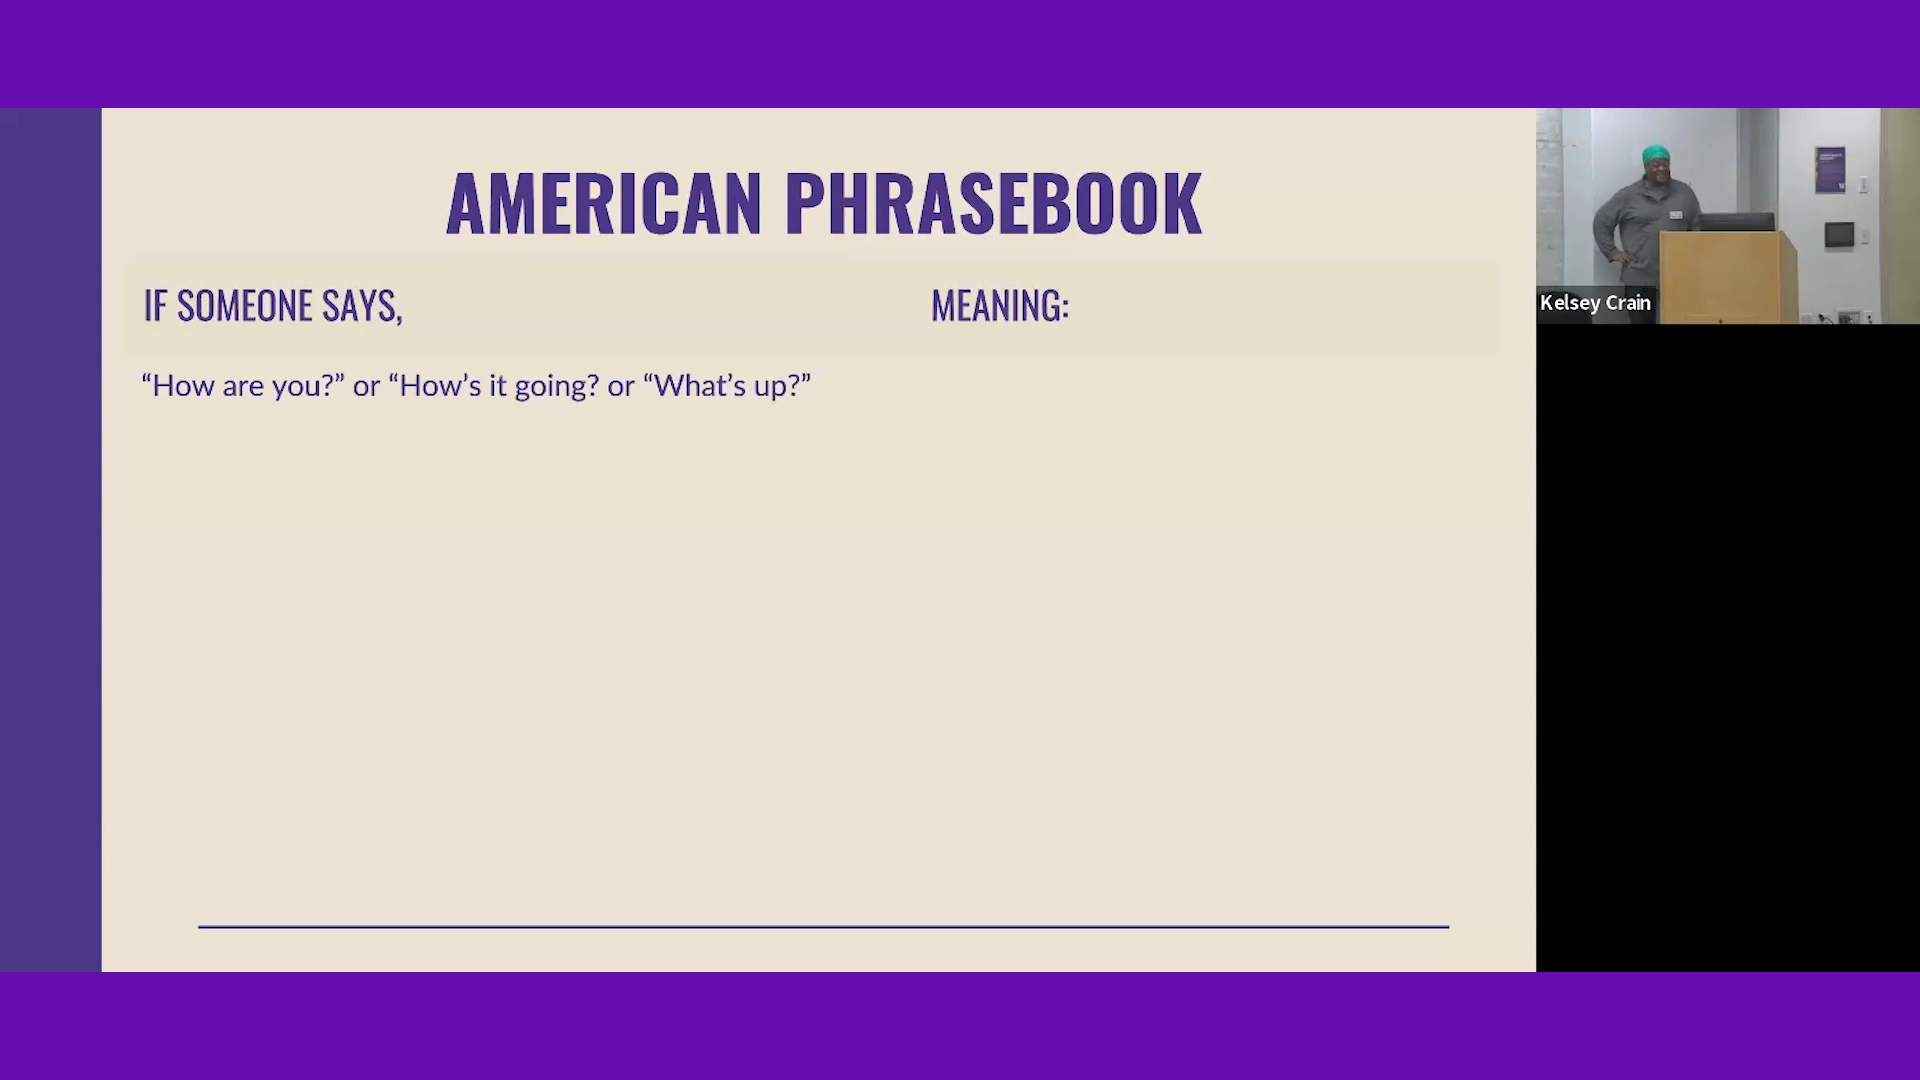 AMERICAN PHRASEBOOK
IF SOMEONE SAYS,
MEANING:
“How are you?” or “How’s it going? or “What’s up?”
Kelsey Crain